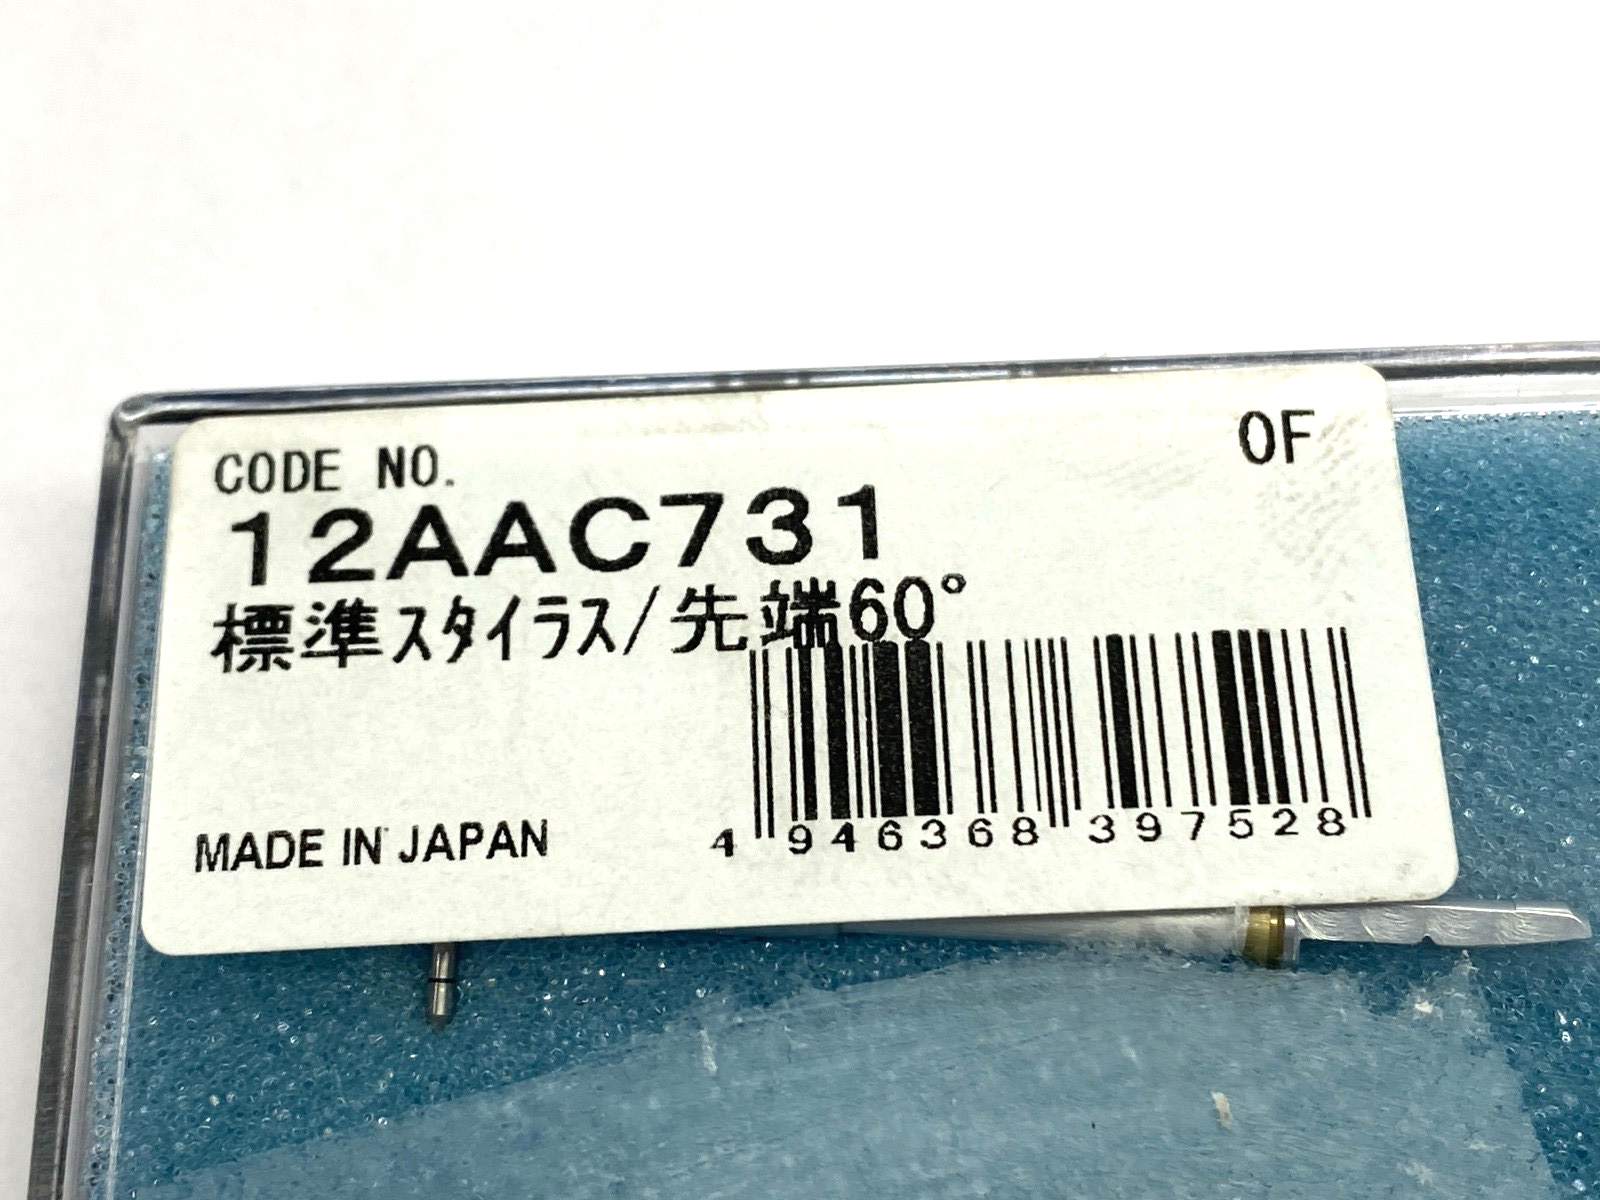 OF
CODE NO.
12AAC731
標準スタイラス/先端60°
4 946368 397528
MADE IN JAPAN